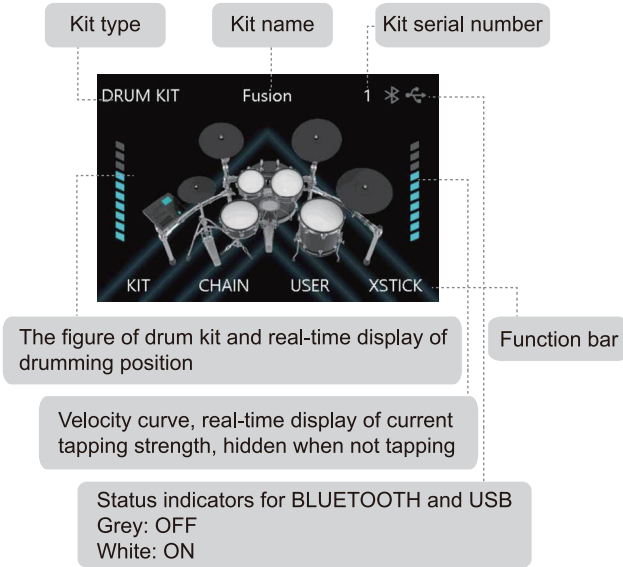 Kit type
Kit name
Kit serial number
DRUM KIT
Fusion
1
KIT
CHAIN
USER
XSTICK
The figure of drum kit and real-time display of
drumming position
Function bar
Velocity curve, real-time display of current
tapping strength, hidden when not tapping
Status indicators for BLUETOOTH and USB
Grey: OFF
White: ON